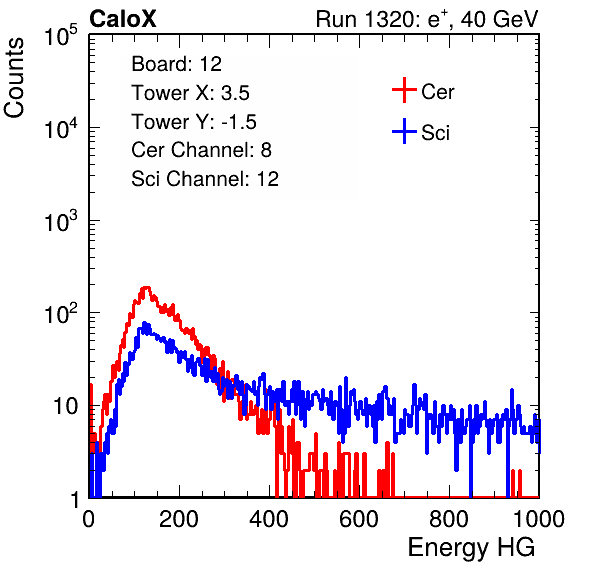 CaloX Run 1320: e⁺, 40 GeV
Counts
Board: 12
Tower X: 3.5
Tower Y: -1.5
Cer Channel: 8
Sci Channel: 12
Cer
Sci
10⁵
10⁴
10³
10²
10
1
0 200 400 600 800 1000
Energy HG